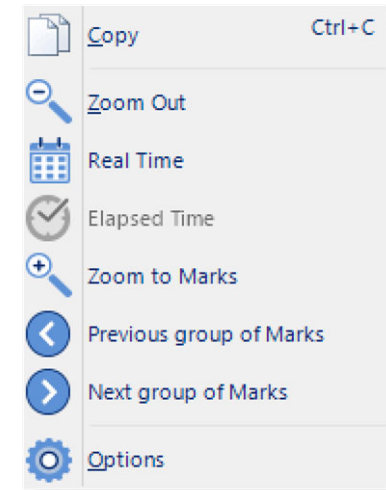 Copy Ctrl+C
Zoom Out
Real Time
Elapsed Time
Zoom to Marks
Previous group of Marks
Next group of Marks
Options